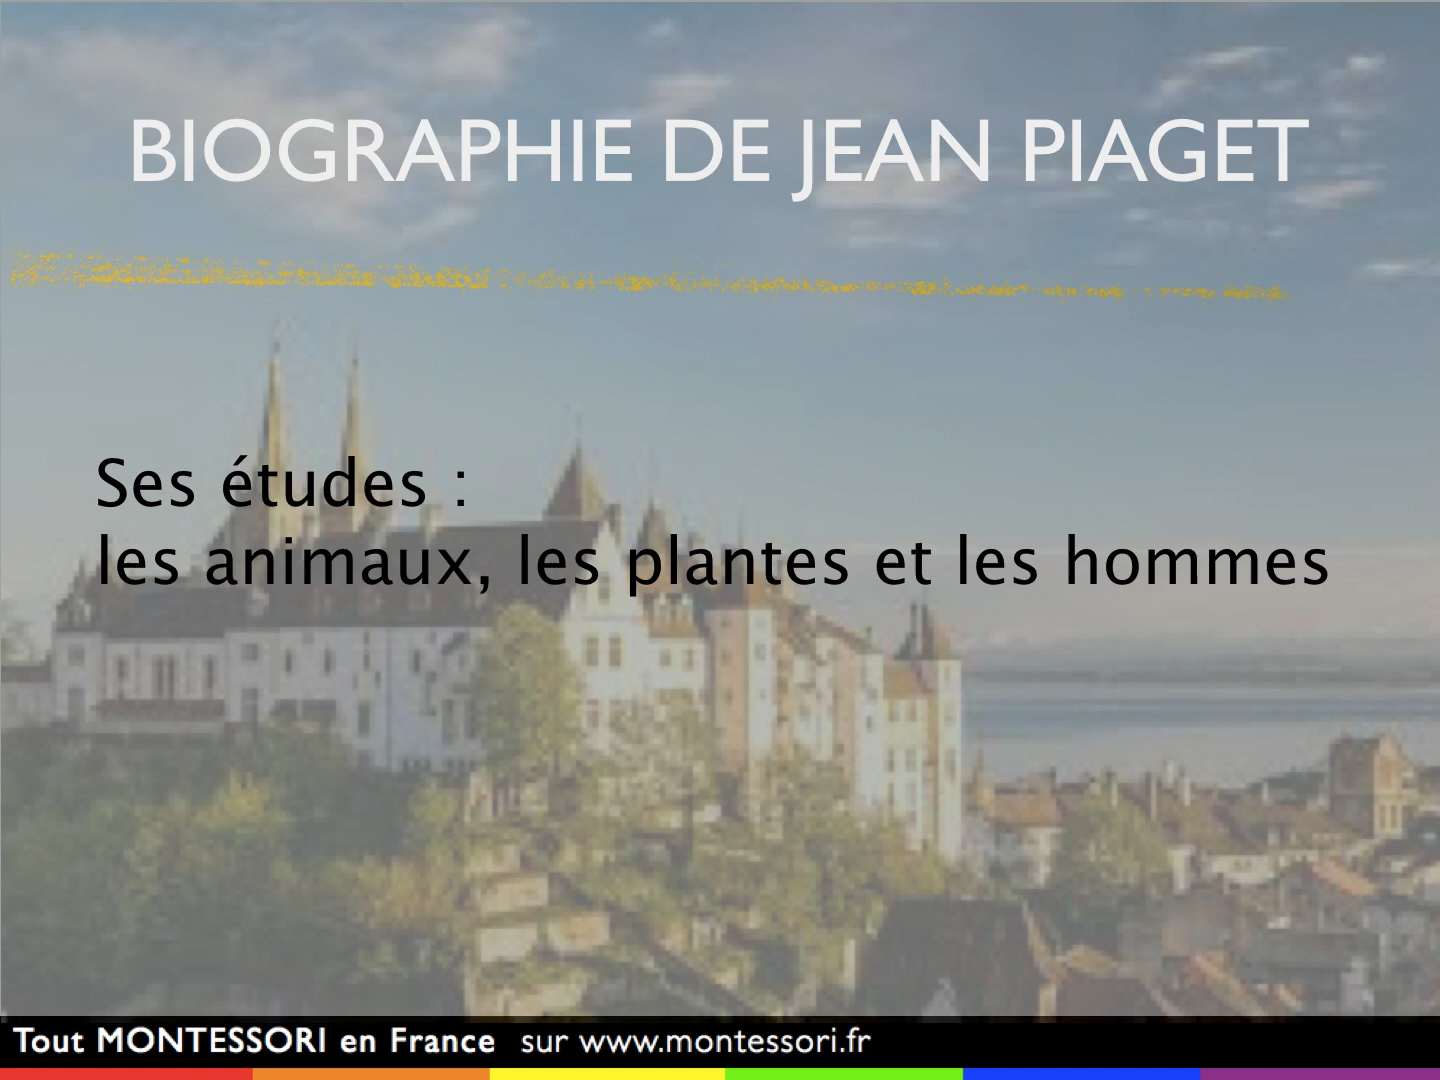 BIOGRAPHIE DE JEAN PIAGET
Ses études :
les animaux, les plantes et les hommes
Tout MONTESSORI en France sur www.montessori.fr